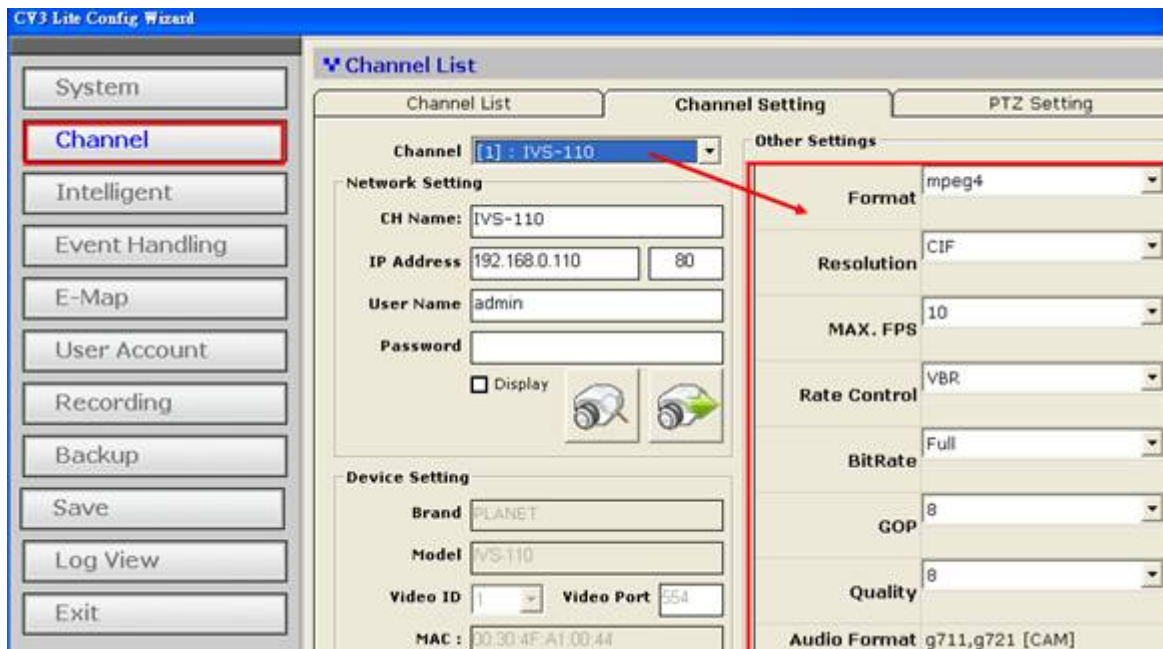 CV3 Lite Config Wizard
System
Channel
Intelligent
Event Handling
E-Map
User Account
Recording
Backup
Save
Log View
Exit
Channel List
Channel List
Channel Setting
PTZ Setting
Channel [1] : IVS-110
Network Setting
CH Name: IVS-110
IP Address 192.168.0.110 80
User Name admin
Password
Display
Device Setting
Brand PLANET
Model IVS-110
Video ID 1 Video Port 554
MAC : 00:30:4F:A1:00:44
Other Settings
Format mpeg4
Resolution CIF
MAX. FPS 10
Rate Control VBR
BitRate Full
GOP 8
Quality 8
Audio Format g711,g721 [CAM]